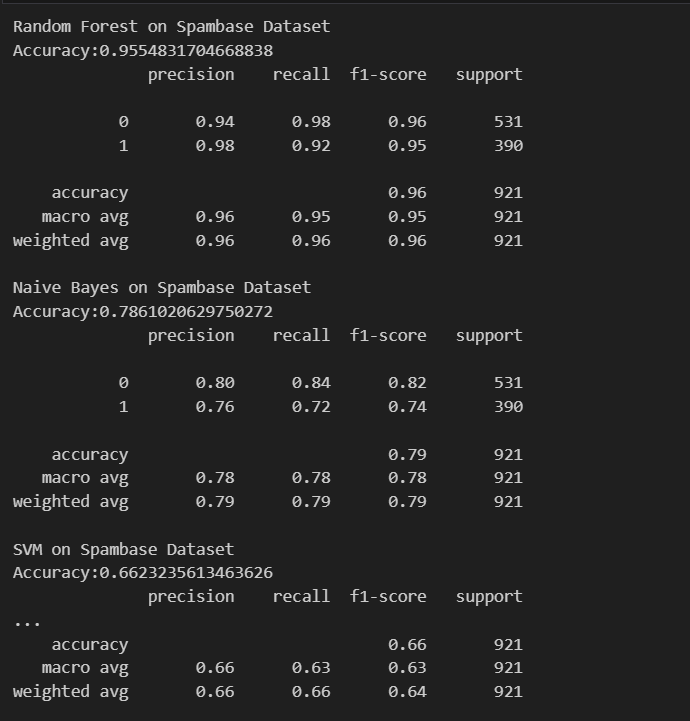 Random Forest on Spambase Dataset
Accuracy:0.9554831704668838
precision recall f1-score support
0 0.94 0.98 0.96 531
1 0.98 0.92 0.95 390
accuracy 0.96 921
macro avg 0.96 0.95 0.95 921
weighted avg 0.96 0.96 0.96 921
Naive Bayes on Spambase Dataset
Accuracy:0.7861020629750272
precision recall f1-score support
0 0.80 0.84 0.82 531
1 0.76 0.72 0.74 390
accuracy 0.79 921
macro avg 0.78 0.78 0.78 921
weighted avg 0.79 0.79 0.79 921
SVM on Spambase Dataset
Accuracy:0.6623235613463626
precision recall f1-score support
...
accuracy 0.66 921
macro avg 0.66 0.63 0.63 921
weighted avg 0.66 0.66 0.64 921